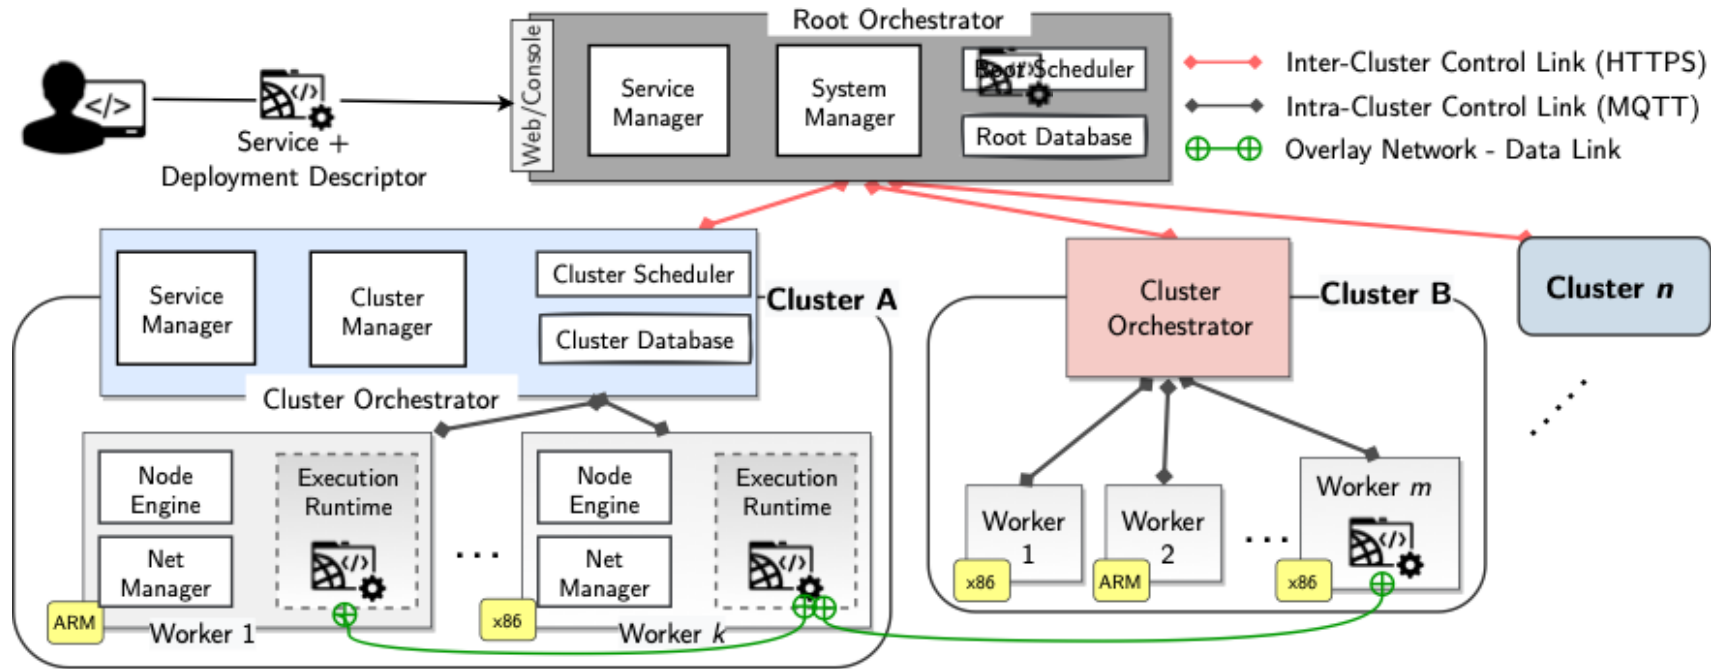 Root Orchestrator
Web/Console
Service
Manager
System
Manager
Root Scheduler
Root Database
Inter-Cluster Control Link (HTTPS)
Intra-Cluster Control Link (MQTT)
Overlay Network - Data Link
</>
</>
Service +
Deployment Descriptor
Service
Manager
Cluster
Manager
Cluster Scheduler
Cluster Database
Cluster Orchestrator
Cluster A
Node
Engine
Net
Manager
Execution
Runtime
</>
ARM
Worker 1
...
Node
Engine
Net
Manager
Execution
Runtime
</>
x86
Worker k
Cluster
Orchestrator
Cluster B
Worker
1
x86
Worker
2
ARM
...
Worker m
</>
x86
Cluster n